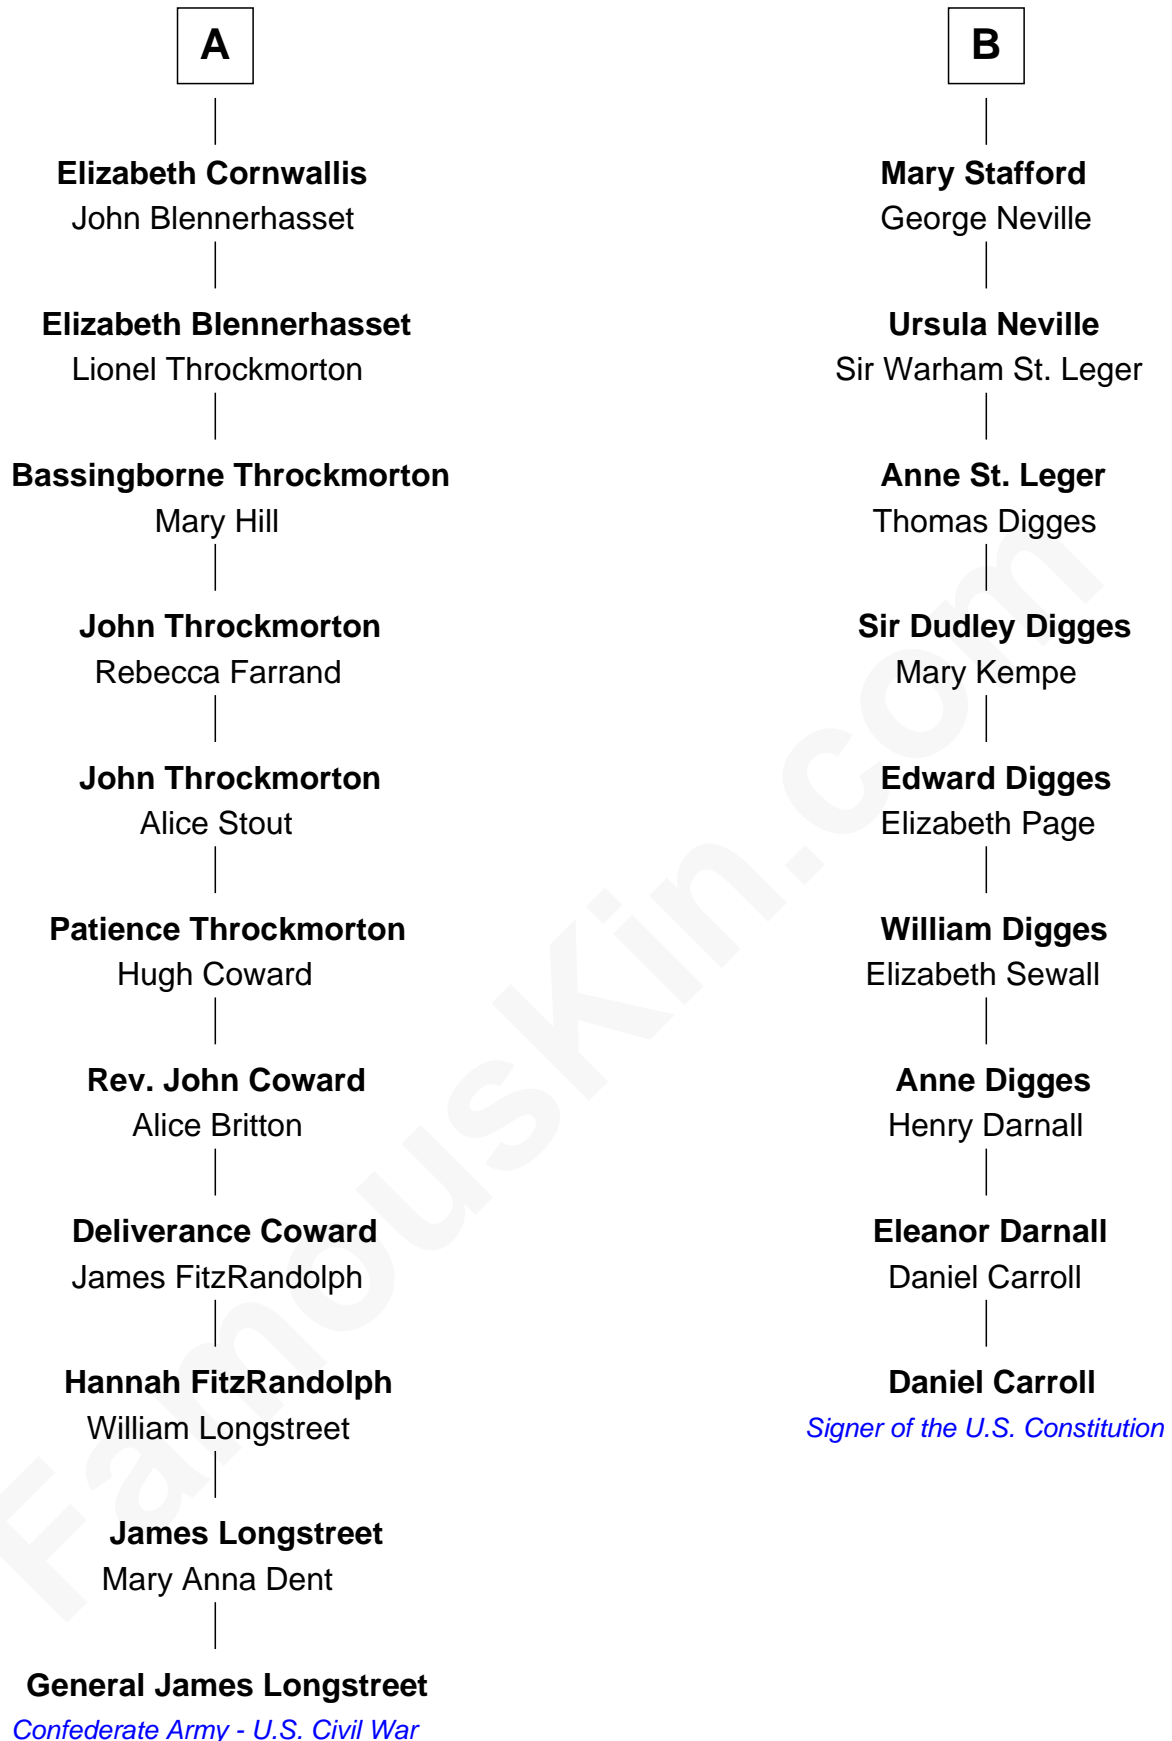 A
Elizabeth Cornwallis
John Blennerhasset
Elizabeth Blennerhasset
Lionel Throckmorton
Bassingborne Throckmorton
Mary Hill
John Throckmorton
Rebecca Farrand
John Throckmorton
Alice Stout
Patience Throckmorton
Hugh Coward
Rev. John Coward
Alice Britton
Deliverance Coward
James FitzRandolph
Hannah FitzRandolph
William Longstreet
James Longstreet
Mary Anna Dent
General James Longstreet
Confederate Army - U.S. Civil War
B
Mary Stafford
George Neville
Ursula Neville
Sir Warham St. Leger
Anne St. Leger
Thomas Digges
Sir Dudley Digges
Mary Kempe
Edward Digges
Elizabeth Page
William Digges
Elizabeth Sewall
Anne Digges
Henry Darnall
Eleanor Darnall
Daniel Carroll
Daniel Carroll
Signer of the U.S. Constitution
FamousKin.com